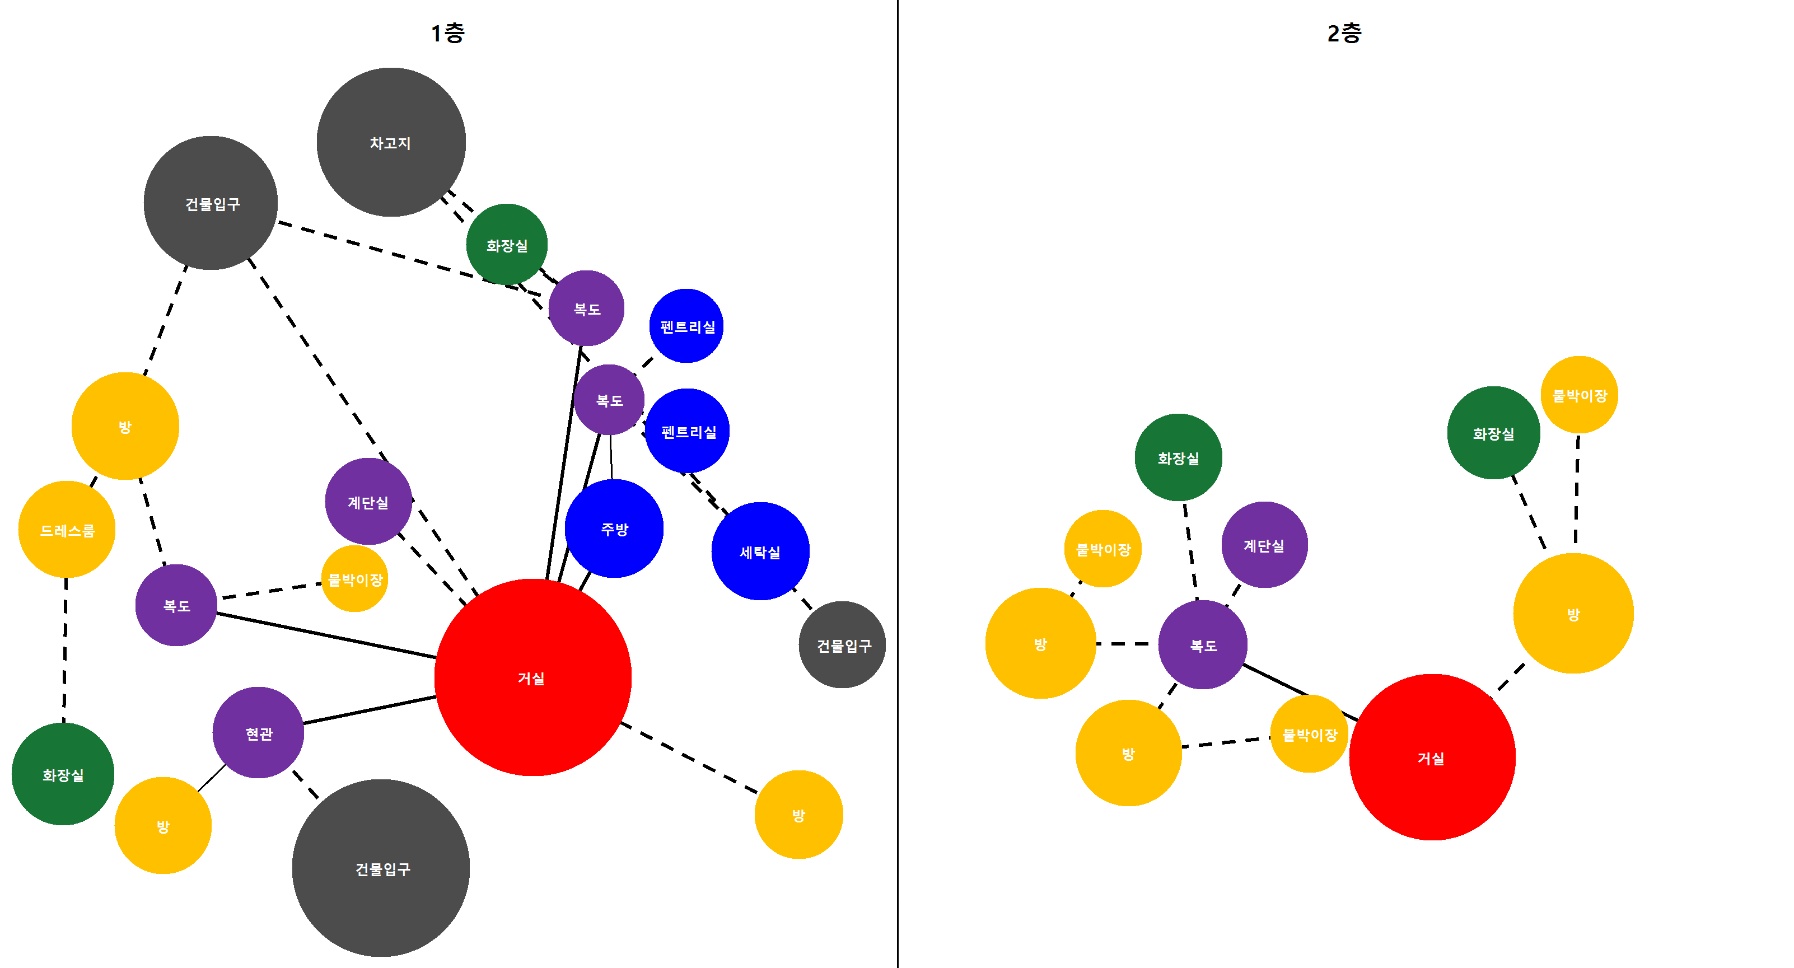 1층
차고지
건물입구
화장실
복도
펜트리실
복도
방
펜트리실
계단실
주방
드레스룸
세탁실
붙박이장
복도
건물입구
거실
현관
화장실
방
방
건물입구
2층
붙박이장
화장실
화장실
계단실
붙박이장
방
방
복도
붙박이장
방
거실